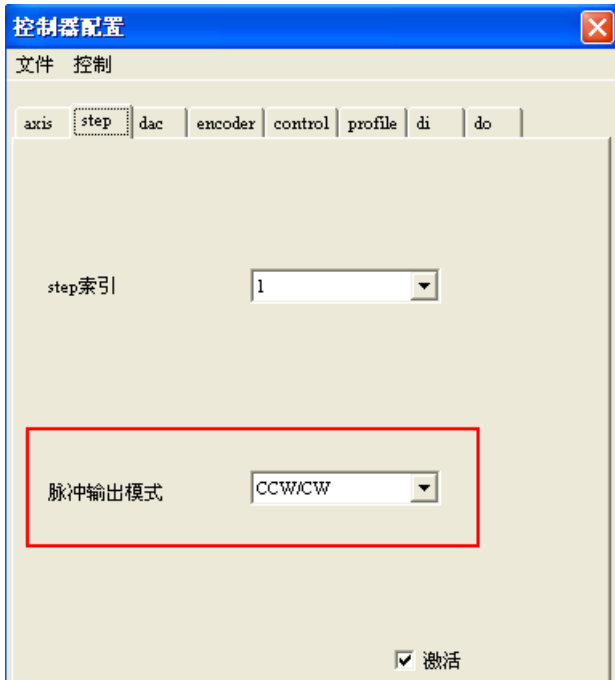 控制器配置
文件 控制
axis step dac encoder control profile di do
step索引 1
脉冲输出模式 CCW/CW
激活